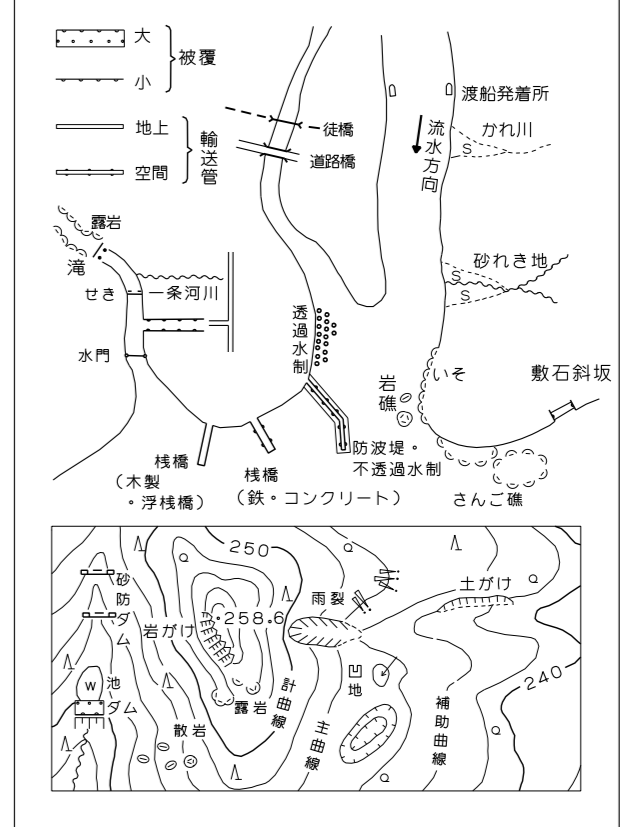 大
小
被覆
地上
空間
輸送管
徒橋
道路橋
渡船発着所
流水方向
かれ川
S
砂れき地
S
S
露岩
滝
せき
一条河川
水門
透過水制
岩礁
いそ
敷石斜坂
防波堤・
不透過水制
桟橋
(木製
・浮桟橋)
桟橋
(鉄・コンクリート)
さんご礁
250
砂防ダム
岩がけ
・258.6
雨裂
土がけ
W
池
ダム
散岩
露岩
計曲線
主曲線
凹地
補助曲線
240